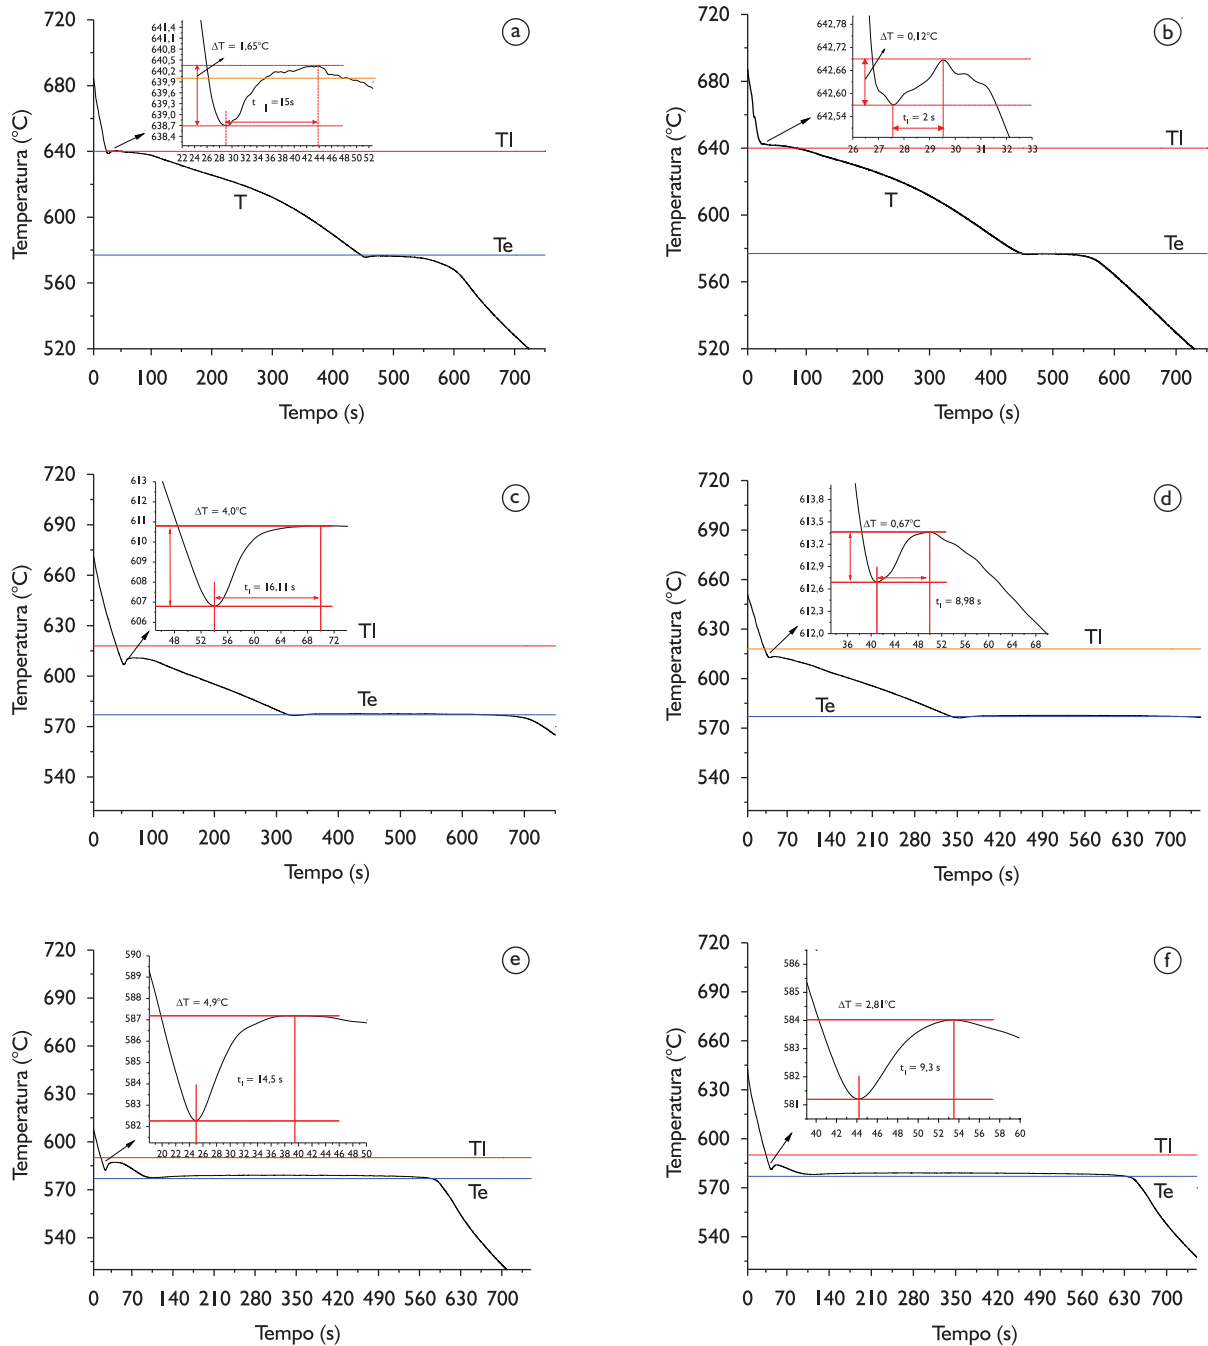 a
720
680
640
600
560
520
Temperatura (°C)
0 100 200 300 400 500 600 700
Tempo (s)
Tl
T
Te
ΔT = 1,65°C
t l = 15s
641,4
641,1
640,8
640,5
640,2
639,9
639,6
639,3
639,0
638,7
638,4
22 24 26 28 30 32 34 36 38 40 42 44 46 48 50 52
b
720
680
640
600
560
520
Temperatura (°C)
0 100 200 300 400 500 600 700
Tempo (s)
Tl
T
Te
ΔT = 0,12°C
tl = 2 s
642,84
642,78
642,72
642,66
642,60
642,54
26 27 28 29 30 31 32 33
c
720
690
660
630
600
570
540
Temperatura (°C)
0 100 200 300 400 500 600 700
Tempo (s)
Tl
Te
ΔT = 4,0°C
tl = 16,11 s
613
612
611
610
609
608
607
606
48 52 56 60 64 68 72
d
720
690
660
630
600
570
540
Temperatura (°C)
0 70 140 210 280 350 420 490 560 630 700
Tempo (s)
Tl
Te
ΔT = 0,67°C
tl = 8,98 s
613,8
613,5
613,2
612,9
612,6
612,3
612,0
36 40 44 48 52 56 60 64 68
e
720
690
660
630
600
570
540
Temperatura (°C)
0 70 140 210 280 350 420 490 560 630 700
Tempo (s)
Tl
Te
ΔT = 4,9°C
tl = 14,5 s
590
589
588
587
586
585
584
583
582
20 22 24 26 28 30 32 34 36 38 40 42 44 46 48 50
f
720
690
660
630
600
570
540
Temperatura (°C)
0 70 140 210 280 350 420 490 560 630 700
Tempo (s)
Tl
Te
ΔT = 2,81°C
tl = 9,3 s
586
585
584
583
582
581
40 42 44 46 48 50 52 54 56 58 60